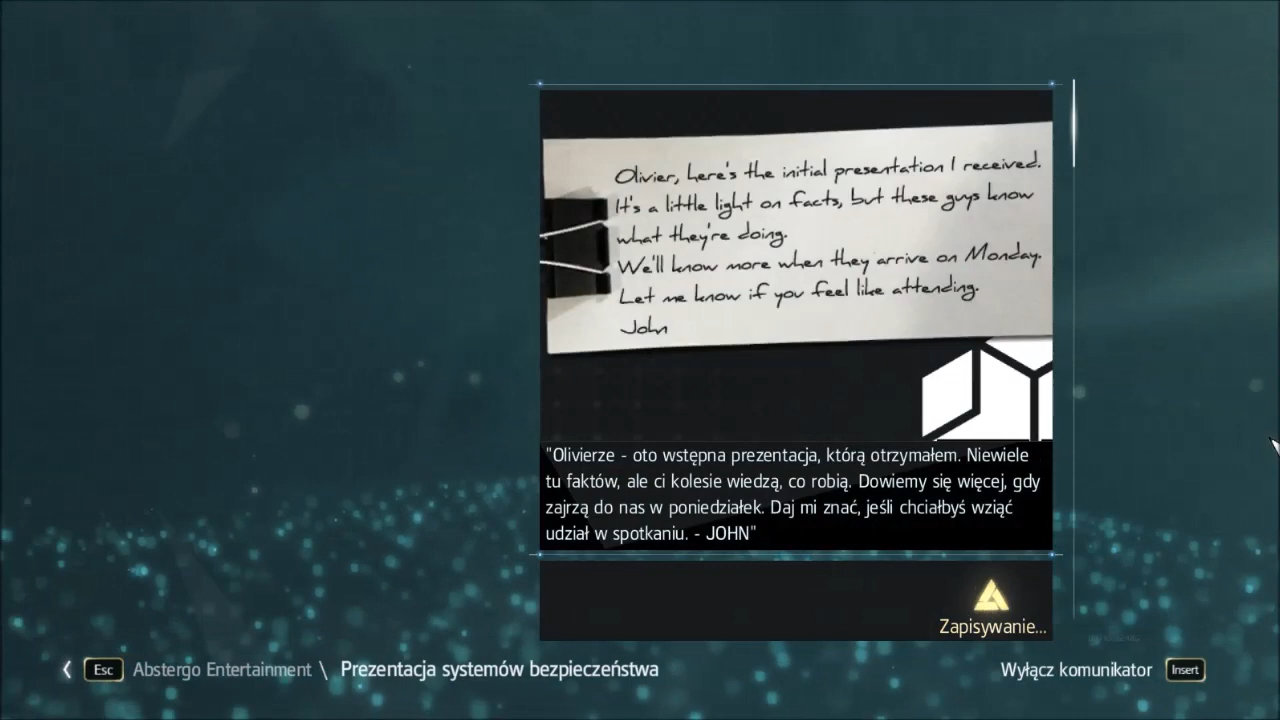 Olivier, here's the initial presentation I received.
It's a little light on facts, but these guys know
what they're doing.
We'll know more when they arrive on Monday.
Let me know if you feel like attending.
John
"Olivierze - oto wstępna prezentacja, którą otrzymałem. Niewiele
tu faktów, ale ci kolesie wiedzą, co robią. Dowiemy się więcej, gdy
zajrzą do nas w poniedziałek. Daj mi znać, jeśli chciałbyś wziąć
udział w spotkaniu. - JOHN"
Zapisywanie...
Esc Abstergo Entertainment \ Prezentacja systemów bezpieczeństwa
Wyłącz komunikator Insert